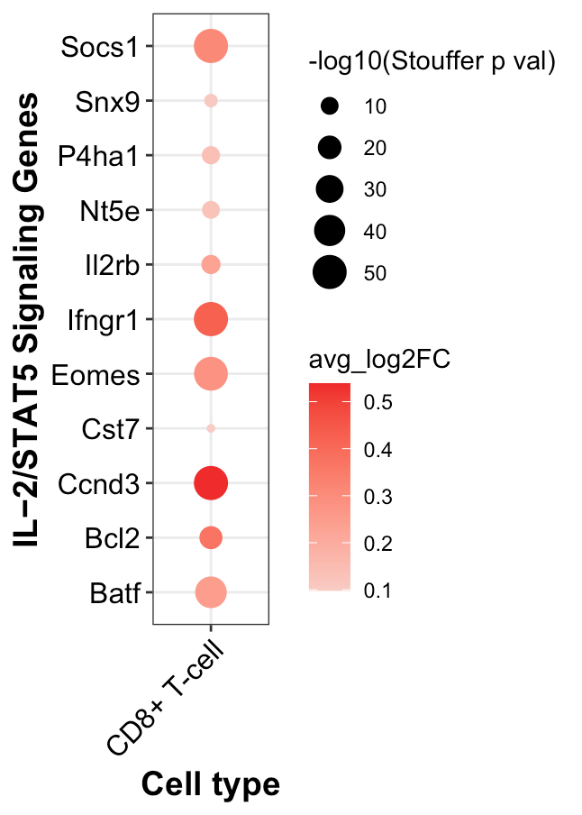 IL−2/STAT5 Signaling Genes
Socs1
Snx9
P4ha1
Nt5e
Il2rb
Ifngr1
Eomes
Cst7
Ccnd3
Bcl2
Batf
CD8+ T-cell
Cell type
-log10(Stouffer p val)
10
20
30
40
50
avg_log2FC
0.5
0.4
0.3
0.2
0.1